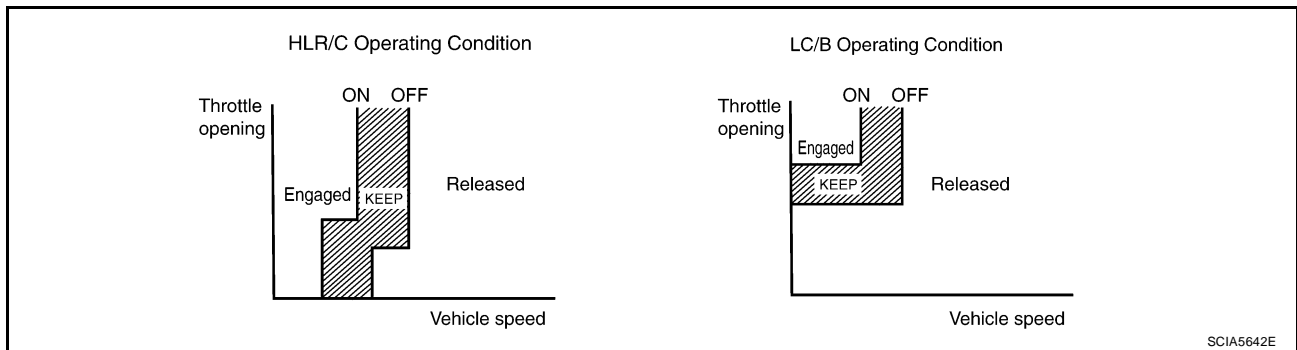 HLR/C Operating Condition
ON OFF
Throttle
opening
Engaged
KEEP
Released
Vehicle speed
LC/B Operating Condition
ON OFF
Throttle
opening
Engaged
KEEP
Released
Vehicle speed
SCIA5642E